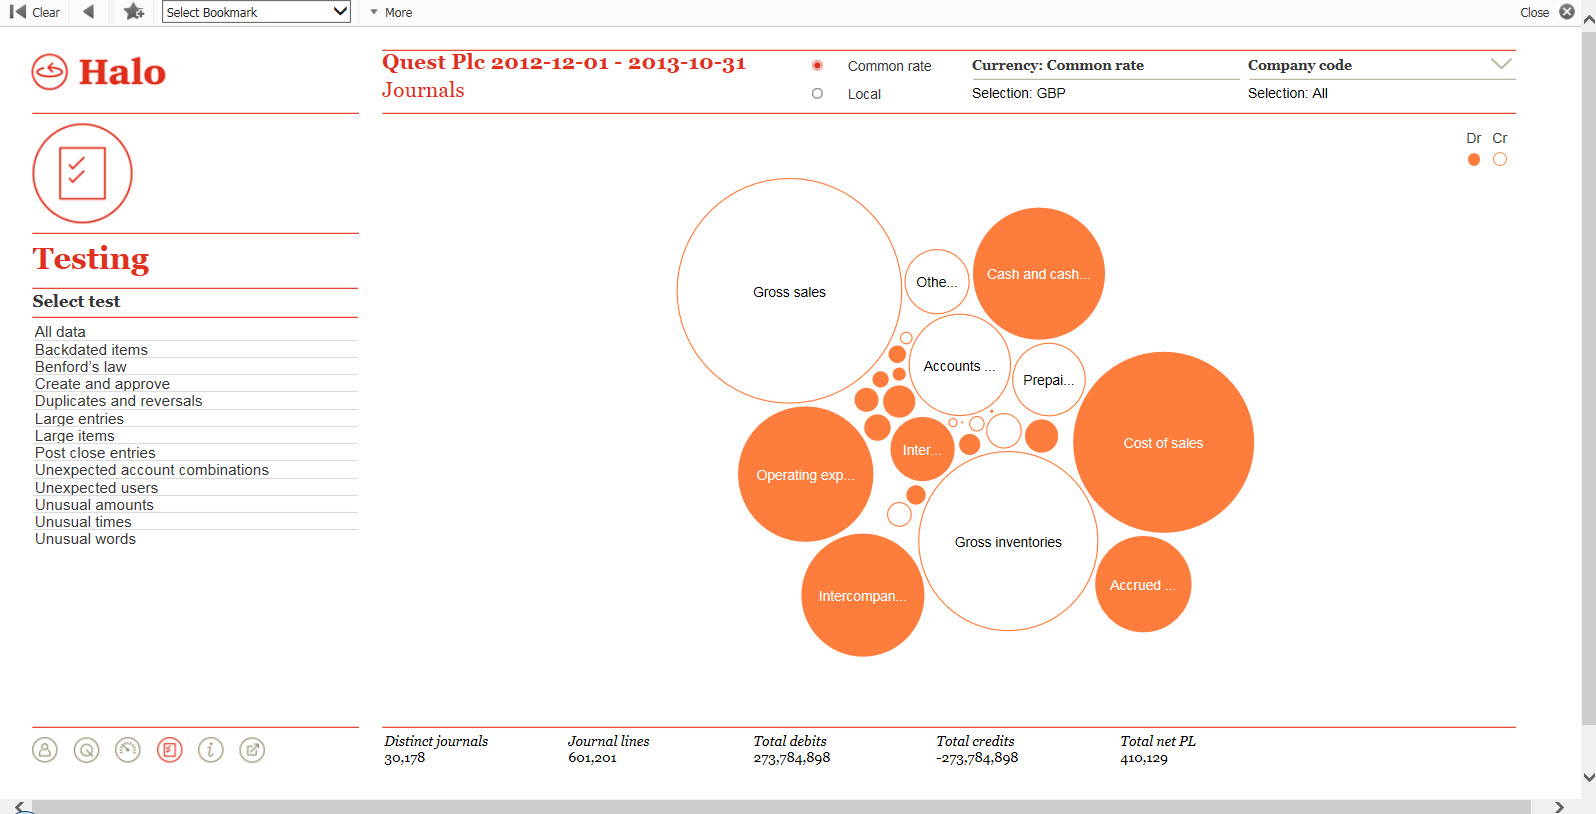 Clear
Select Bookmark
More
Close
Halo
Quest Plc 2012-12-01 - 2013-10-31
Journals
Common rate
Local
Currency: Common rate
Selection: GBP
Company code
Selection: All
Dr Cr
Testing
Select test
All data
Backdated items
Benford's law
Create and approve
Duplicates and reversals
Large entries
Large items
Post close entries
Unexpected account combinations
Unexpected users
Unusual amounts
Unusual times
Unusual words
Gross sales
Othe...
Cash and cash...
Accounts ...
Prepai...
Cost of sales
Inter...
Operating exp...
Gross inventories
Intercompan...
Accrued ...
Distinct journals
30,178
Journal lines
601,201
Total debits
273,784,898
Total credits
-273,784,898
Total net PL
410,129